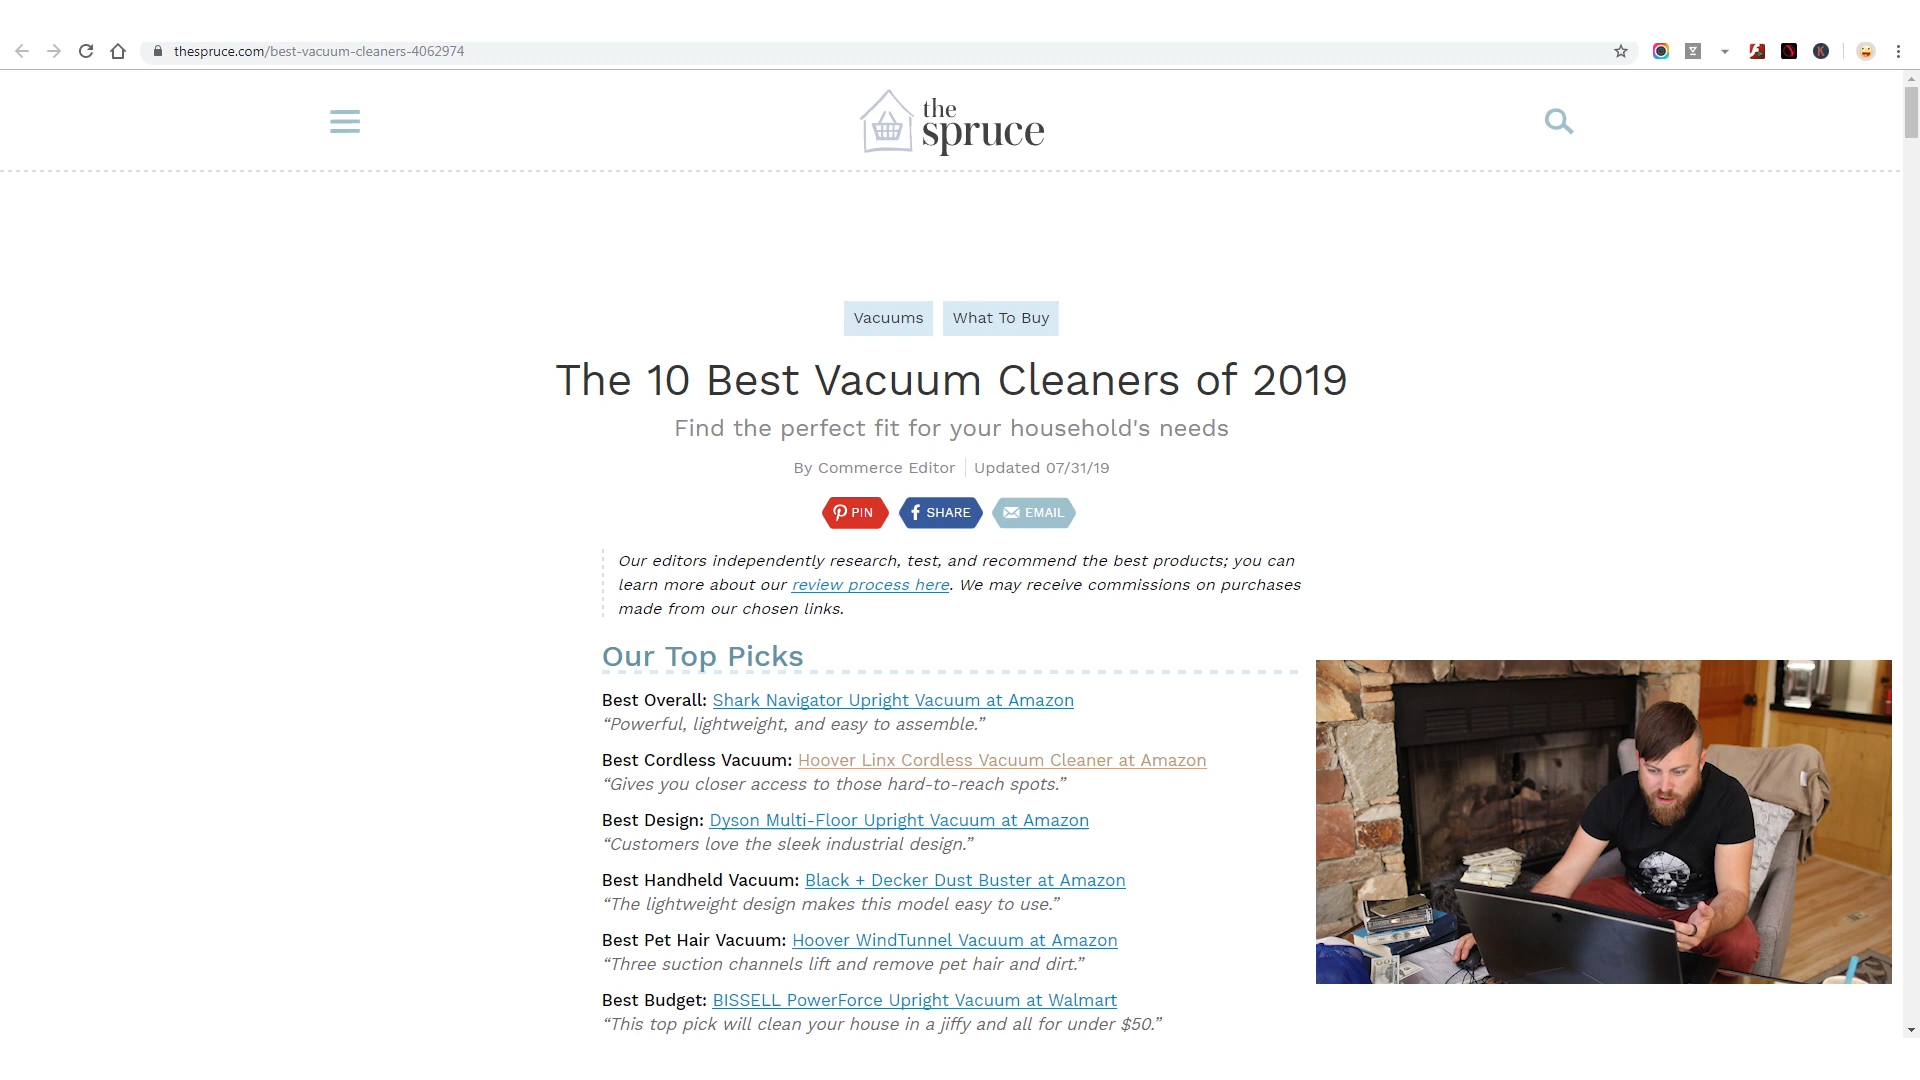 thespruce.com/best-vacuum-cleaners-4062974
the
spruce
Vacuums What To Buy
The 10 Best Vacuum Cleaners of 2019
Find the perfect fit for your household's needs
By Commerce Editor Updated 07/31/19
PIN SHARE EMAIL
Our editors independently research, test, and recommend the best products; you can
learn more about our review process here. We may receive commissions on purchases
made from our chosen links.
Our Top Picks
Best Overall: Shark Navigator Upright Vacuum at Amazon
“Powerful, lightweight, and easy to assemble.”
Best Cordless Vacuum: Hoover Linx Cordless Vacuum Cleaner at Amazon
“Gives you closer access to those hard-to-reach spots.”
Best Design: Dyson Multi-Floor Upright Vacuum at Amazon
“Customers love the sleek industrial design.”
Best Handheld Vacuum: Black + Decker Dust Buster at Amazon
“The lightweight design makes this model easy to use.”
Best Pet Hair Vacuum: Hoover WindTunnel Vacuum at Amazon
“Three suction channels lift and remove pet hair and dirt.”
Best Budget: BISSELL PowerForce Upright Vacuum at Walmart
“This top pick will clean your house in a jiffy and all for under $50.”